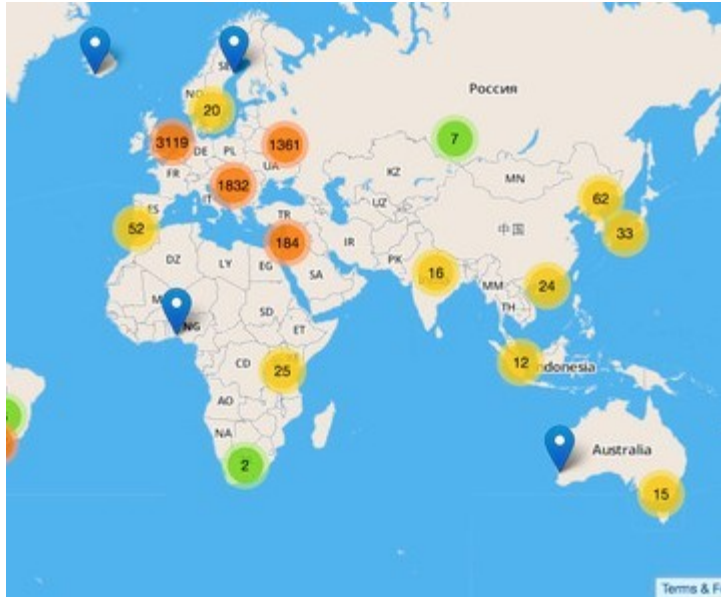 Россия
NO
20
3119
1361
7
DE
PL
UA
FR
KZ
MN
1832
IT
UZ
62
ES
52
TR
184
中国
33
IR
DZ
LY
EG
SA
PK
16
MM
24
TH
NG
SD
ET
12
Indonesia
CD
25
AO
NA
2
Australia
15
Terms & F